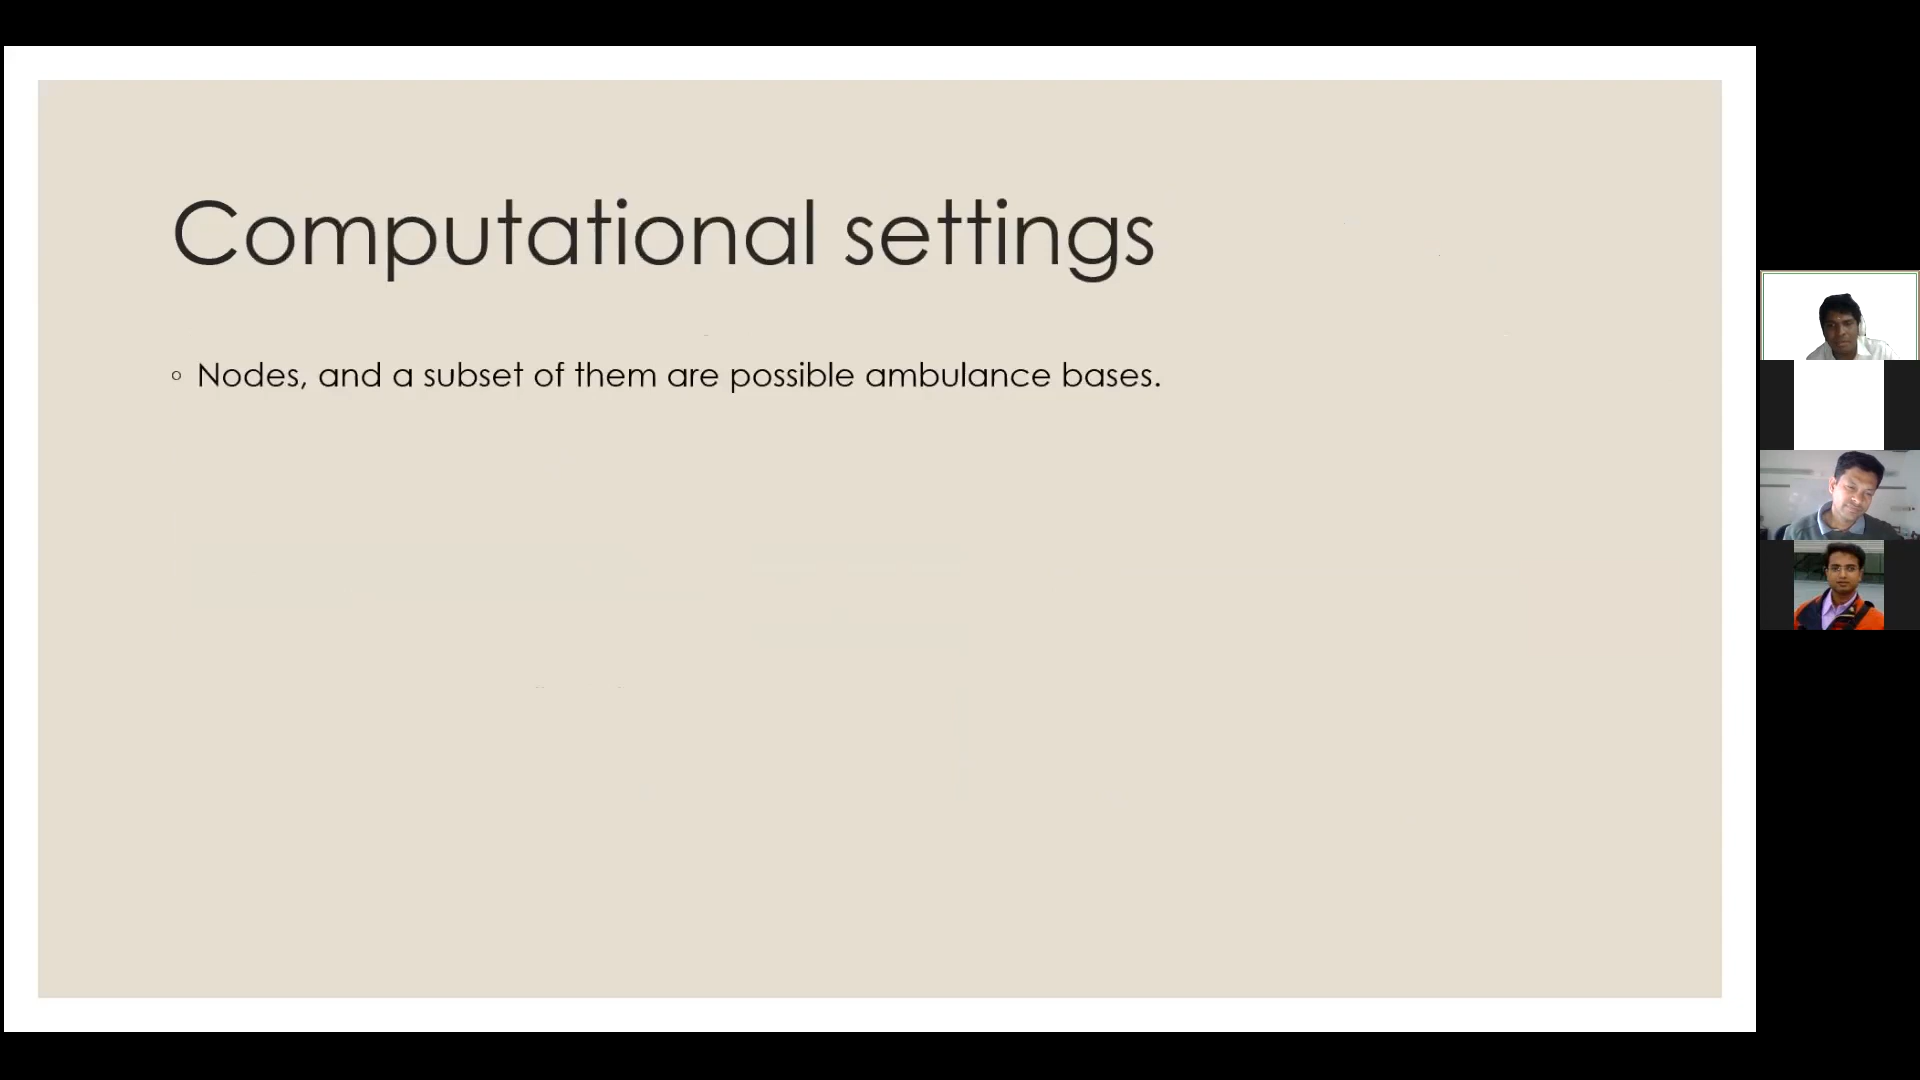 Computational settings
◦ Nodes, and a subset of them are possible ambulance bases.